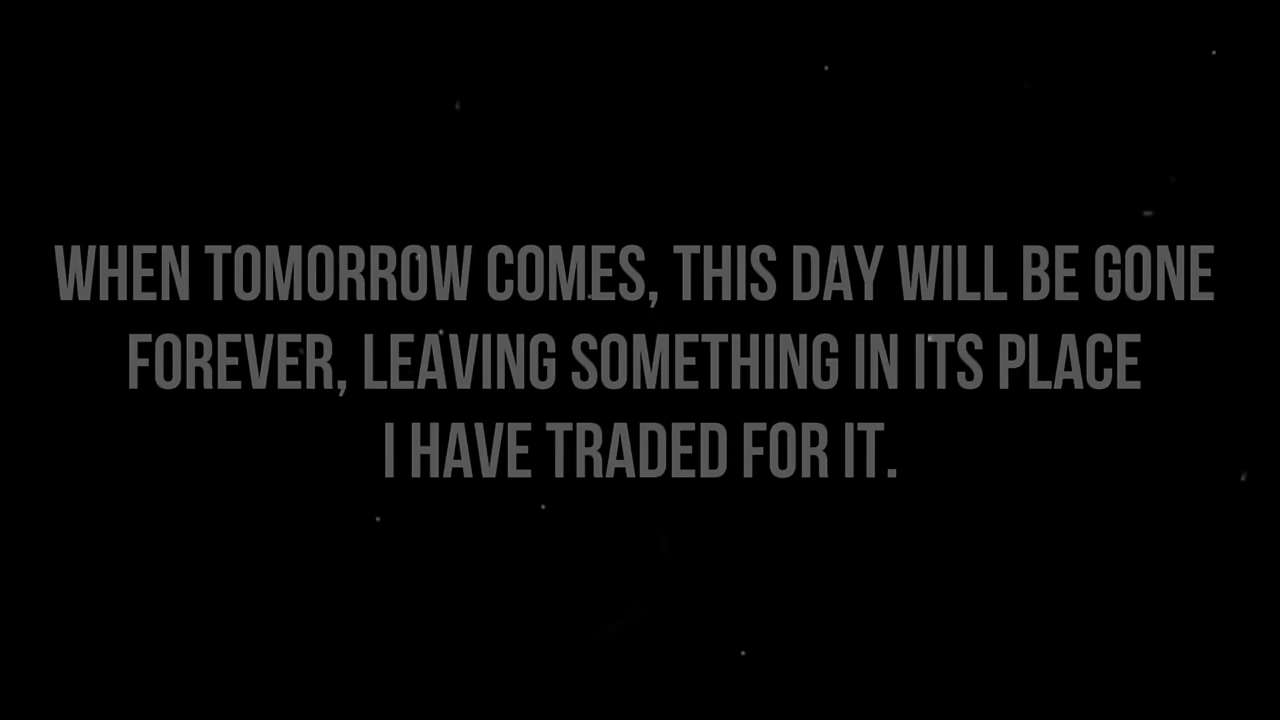 WHEN TOMORROW COMES, THIS DAY WILL BE GONE
FOREVER, LEAVING SOMETHING IN ITS PLACE
I HAVE TRADED FOR IT.